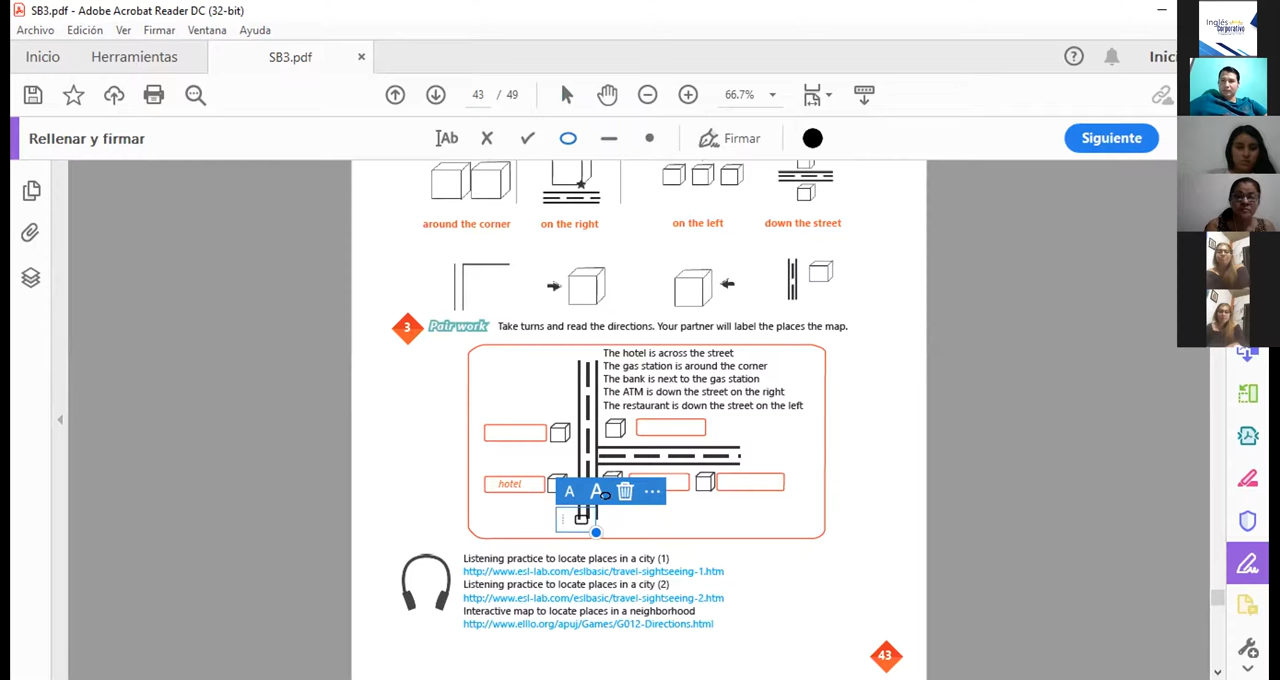 SB3.pdf - Adobe Acrobat Reader DC (32-bit)
Archivo Edición Ver Firmar Ventana Ayuda
Inicio Herramientas SB3.pdf × Inici
43 / 49 66.7%
Rellenar y firmar Ab Firmar Siguiente
Inglés Corporativo
around the corner on the right on the left down the street
3 Pair work Take turns and read the directions. Your partner will label the places the map.
The hotel is across the street
The gas station is around the corner
The bank is next to the gas station
The ATM is down the street on the right
The restaurant is down the street on the left
hotel
A A
Listening practice to locate places in a city (1)
http://www.esl-lab.com/eslbasic/travel-sightseeing-1.htm
Listening practice to locate places in a city (2)
http://www.esl-lab.com/eslbasic/travel-sightseeing-2.htm
Interactive map to locate places in a neighborhood
http://www.elllo.org/apuj/Games/G012-Directions.html
43